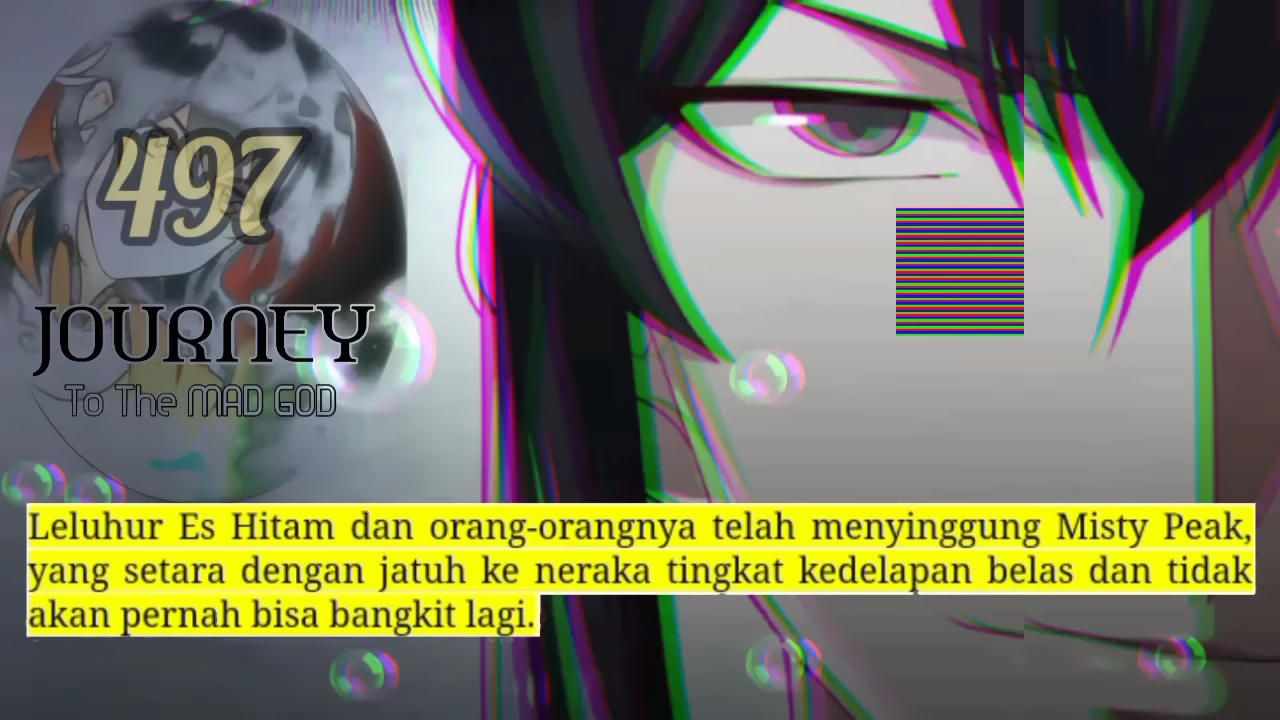 497
JOURNEY
To The MAD GOD
Leluhur Es Hitam dan orang-orangnya telah menyinggung Misty Peak,
yang setara dengan jatuh ke neraka tingkat kedelapan belas dan tidak
akan pernah bisa bangkit lagi.